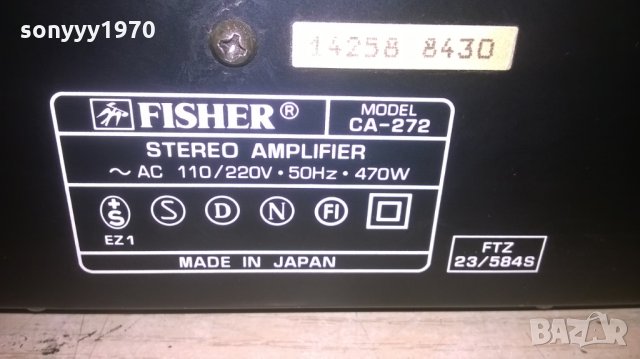 sonyyy1970
14258 8430
FISHER®
MODEL
CA-272
STEREO AMPLIFIER
~ AC 110/220V · 50Hz · 470W
+S S D N FI
EZ1
MADE IN JAPAN
FTZ
23/584S
BAZAR